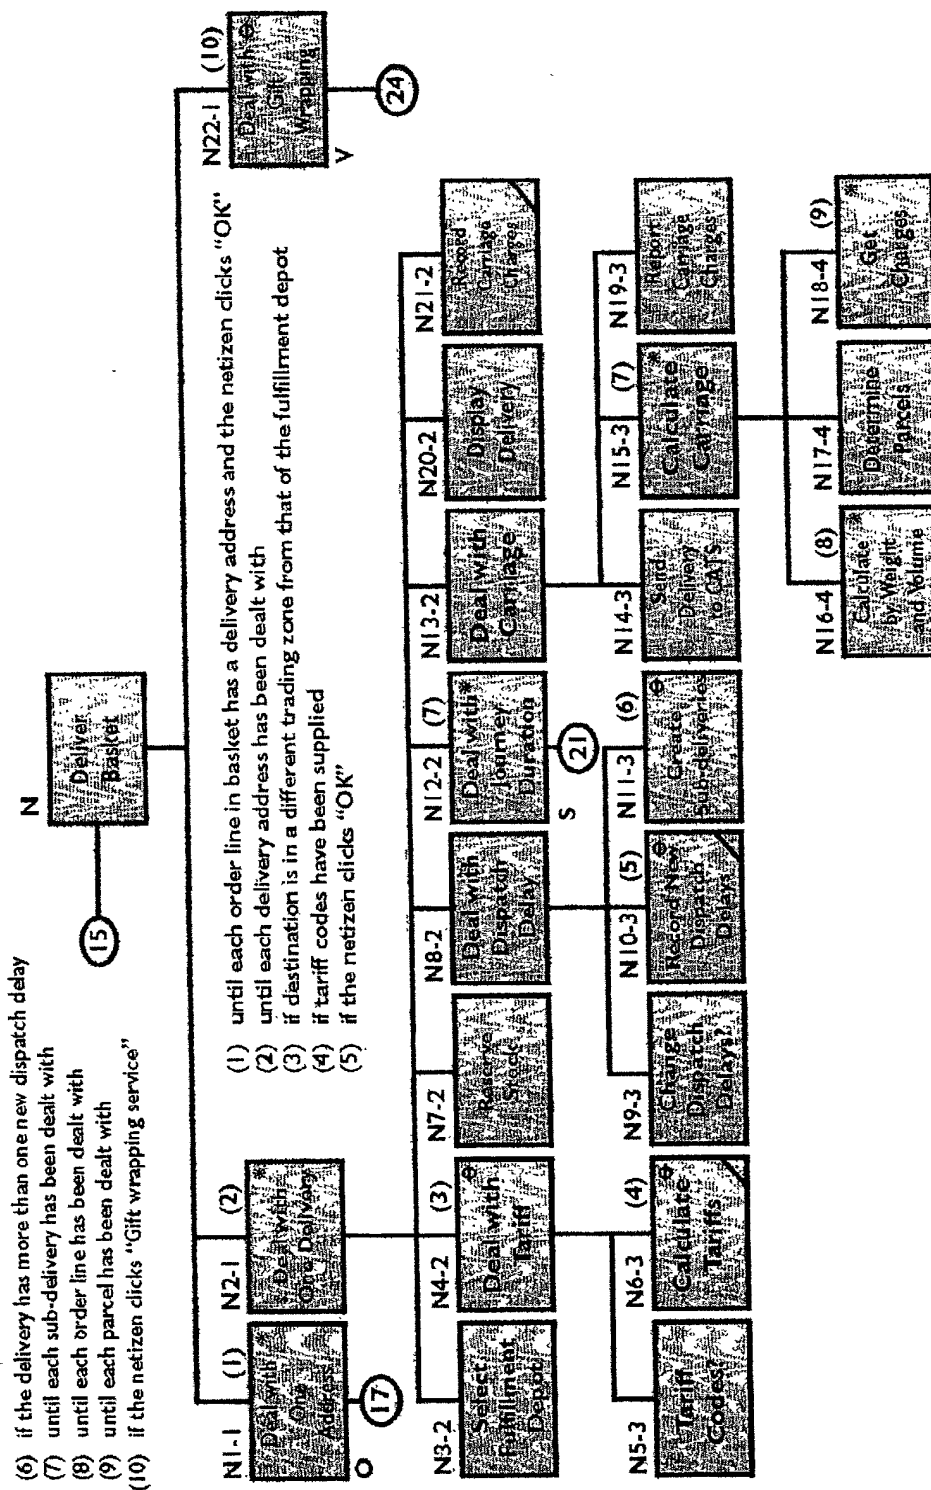 N
Deliver
Basket
15
N1-1 (1)
Deal with
One
Address *
O
17
N2-1 (2)
Deal with
One Delivery *
N22-1 (10)
Deal with
Gift
Wrapping
V
24
(1) until each order line in basket has a delivery address and the netizen clicks “OK”
(2) until each delivery address has been dealt with
(3) if destination is in a different trading zone from that of the fulfillment depot
(4) if tariff codes have been supplied
(5) if the netizen clicks “OK”
(6) if the delivery has more than one new dispatch delay
(7) until each sub-delivery has been dealt with
(8) until each order line has been dealt with
(9) until each parcel has been dealt with
(10) if the netizen clicks “Gift wrapping service”
N3-2
Select
Fulfillment
Depot
N4-2 (3)
Deal with
Tariff
N7-2
Reserve
Stock
N8-2
Deal with
Dispatch
Delay
N12-2 (7)
Deal with *
Journey
Duration
S
21
N13-2
Deal with
Carriage
N20-2
Display
Delivery
N21-2
Record
Carriage
Charges
N5-3
Tariff
Codes?
N6-3 (4)
Calculate
Tariffs
N9-3
Change
Dispatch
Delays?
N10-3 (5)
Record New
Dispatch
Delays
N11-3 (6)
Create
Sub-deliveries
N14-3
Send
Delivery
to CATS
N15-3 (7)
Calculate *
Carriage
N19-3
Report
Carriage
Charges
N16-4 (8)
Calculate *
by Weight
and Volume
N17-4
Determine
Parcels
N18-4 (9)
Get *
Charges